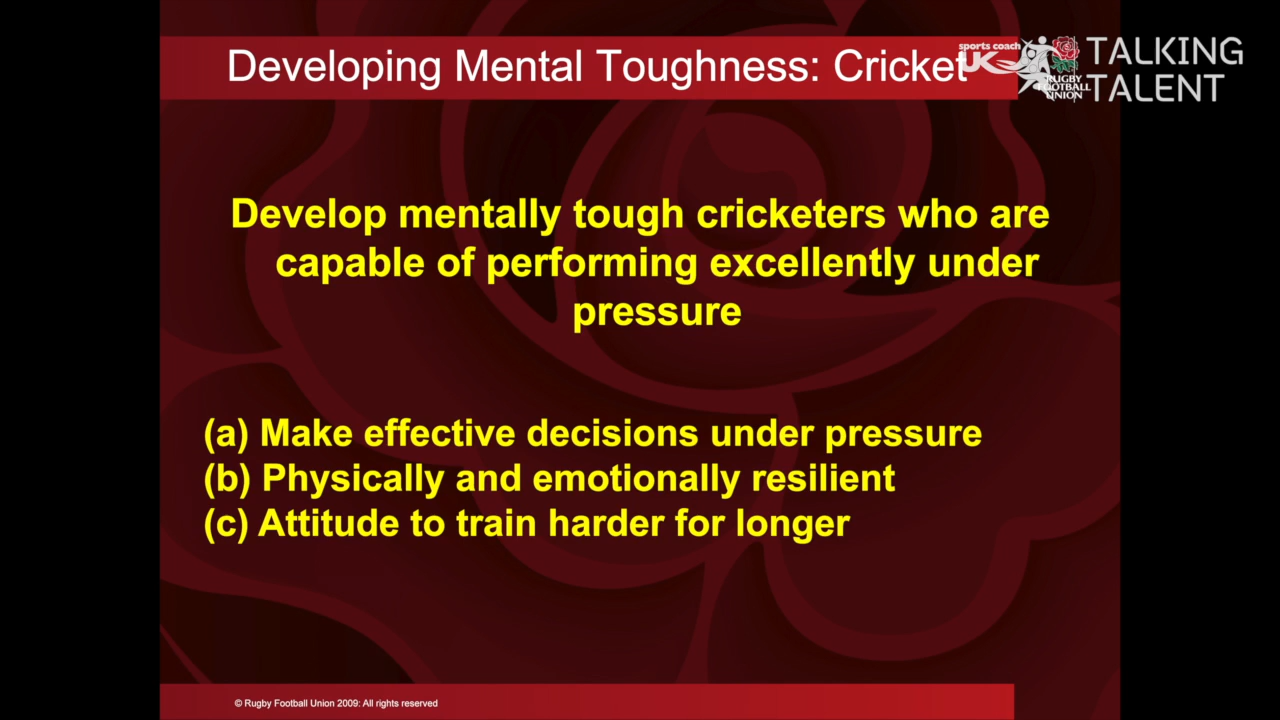 Developing Mental Toughness: Cricket
sports coach
UK
RUGBY
FOOTBALL
UNION
TALKING
TALENT
Develop mentally tough cricketers who are
capable of performing excellently under
pressure
(a) Make effective decisions under pressure
(b) Physically and emotionally resilient
(c) Attitude to train harder for longer
© Rugby Football Union 2009: All rights reserved